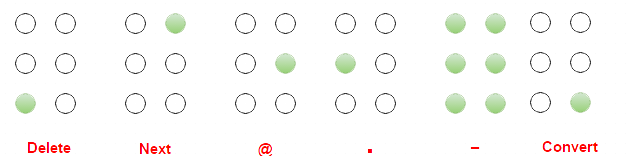 Delete Next @ . – Convert